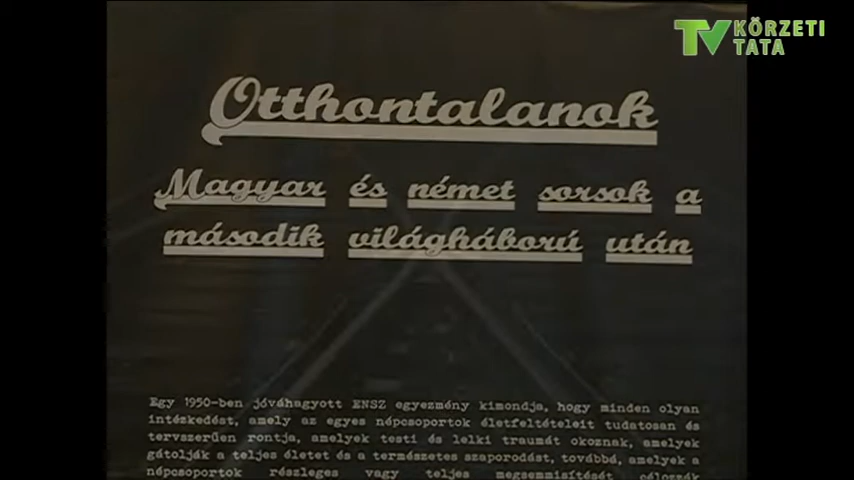 TV KÖRZETI
TATA
Otthontalanok
Magyar és német sorsok a
második világháború után
Egy 1950-ben jóváhagyott ENSZ egyezmény kimondja, hogy minden olyan
intézkedést, amely az egyes népcsoportok életfeltételeit tudatosan és
tervszerűen rontja, amelyek testi és lelki traumát okoznak, amelyek
gátolják a teljes életet és a természetes szaporodást, továbbá, amelyek a
népcsoportok részleges vagy teljes megsemmisítését célozzák